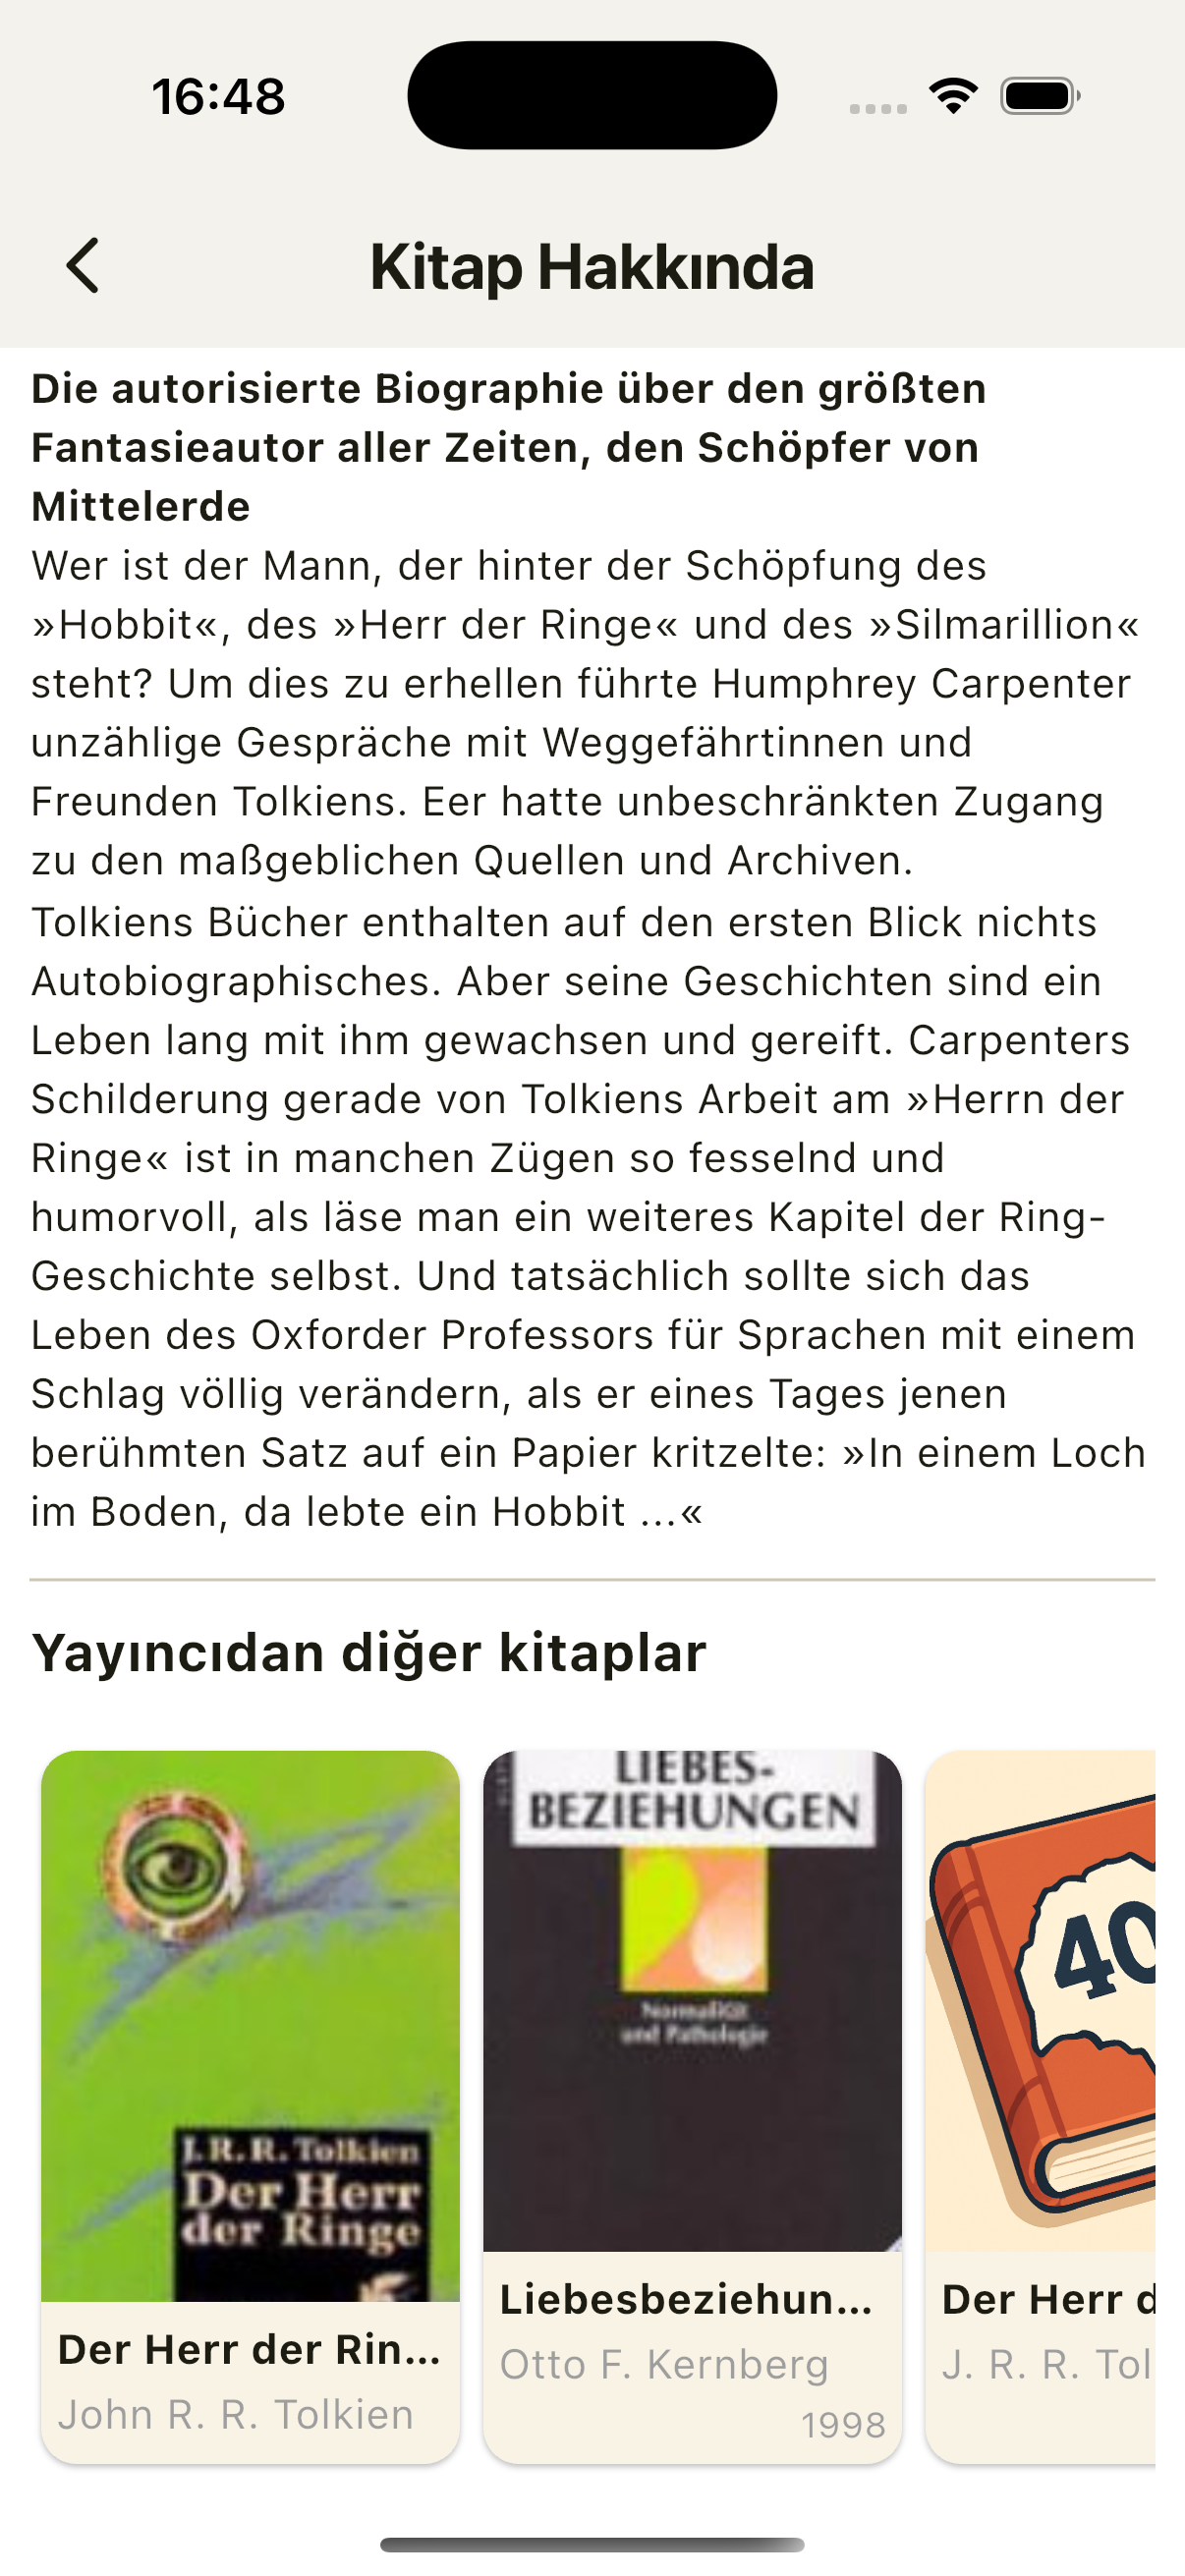 16:48
Kitap Hakkında
Die autorisierte Biographie über den größten
Fantasieautor aller Zeiten, den Schöpfer von
Mittelerde
Wer ist der Mann, der hinter der Schöpfung des
»Hobbit«, des »Herr der Ringe« und des »Silmarillion«
steht? Um dies zu erhellen führte Humphrey Carpenter
unzählige Gespräche mit Weggefährtinnen und
Freunden Tolkiens. Eer hatte unbeschränkten Zugang
zu den maßgeblichen Quellen und Archiven.
Tolkiens Bücher enthalten auf den ersten Blick nichts
Autobiographisches. Aber seine Geschichten sind ein
Leben lang mit ihm gewachsen und gereift. Carpenters
Schilderung gerade von Tolkiens Arbeit am »Herrn der
Ringe« ist in manchen Zügen so fesselnd und
humorvoll, als läse man ein weiteres Kapitel der Ring-
Geschichte selbst. Und tatsächlich sollte sich das
Leben des Oxforder Professors für Sprachen mit einem
Schlag völlig verändern, als er eines Tages jenen
berühmten Satz auf ein Papier kritzelte: »In einem Loch
im Boden, da lebte ein Hobbit ...«
Yayıncıdan diğer kitaplar
J.R.R. Tolkien
Der Herr
der Ringe
Der Herr der Rin...
John R. R. Tolkien
LIEBES-
BEZIEHUNGEN
Normalität
und Pathologie
Liebesbeziehun...
Otto F. Kernberg
1998
40
Der Herr d
J. R. R. Tol